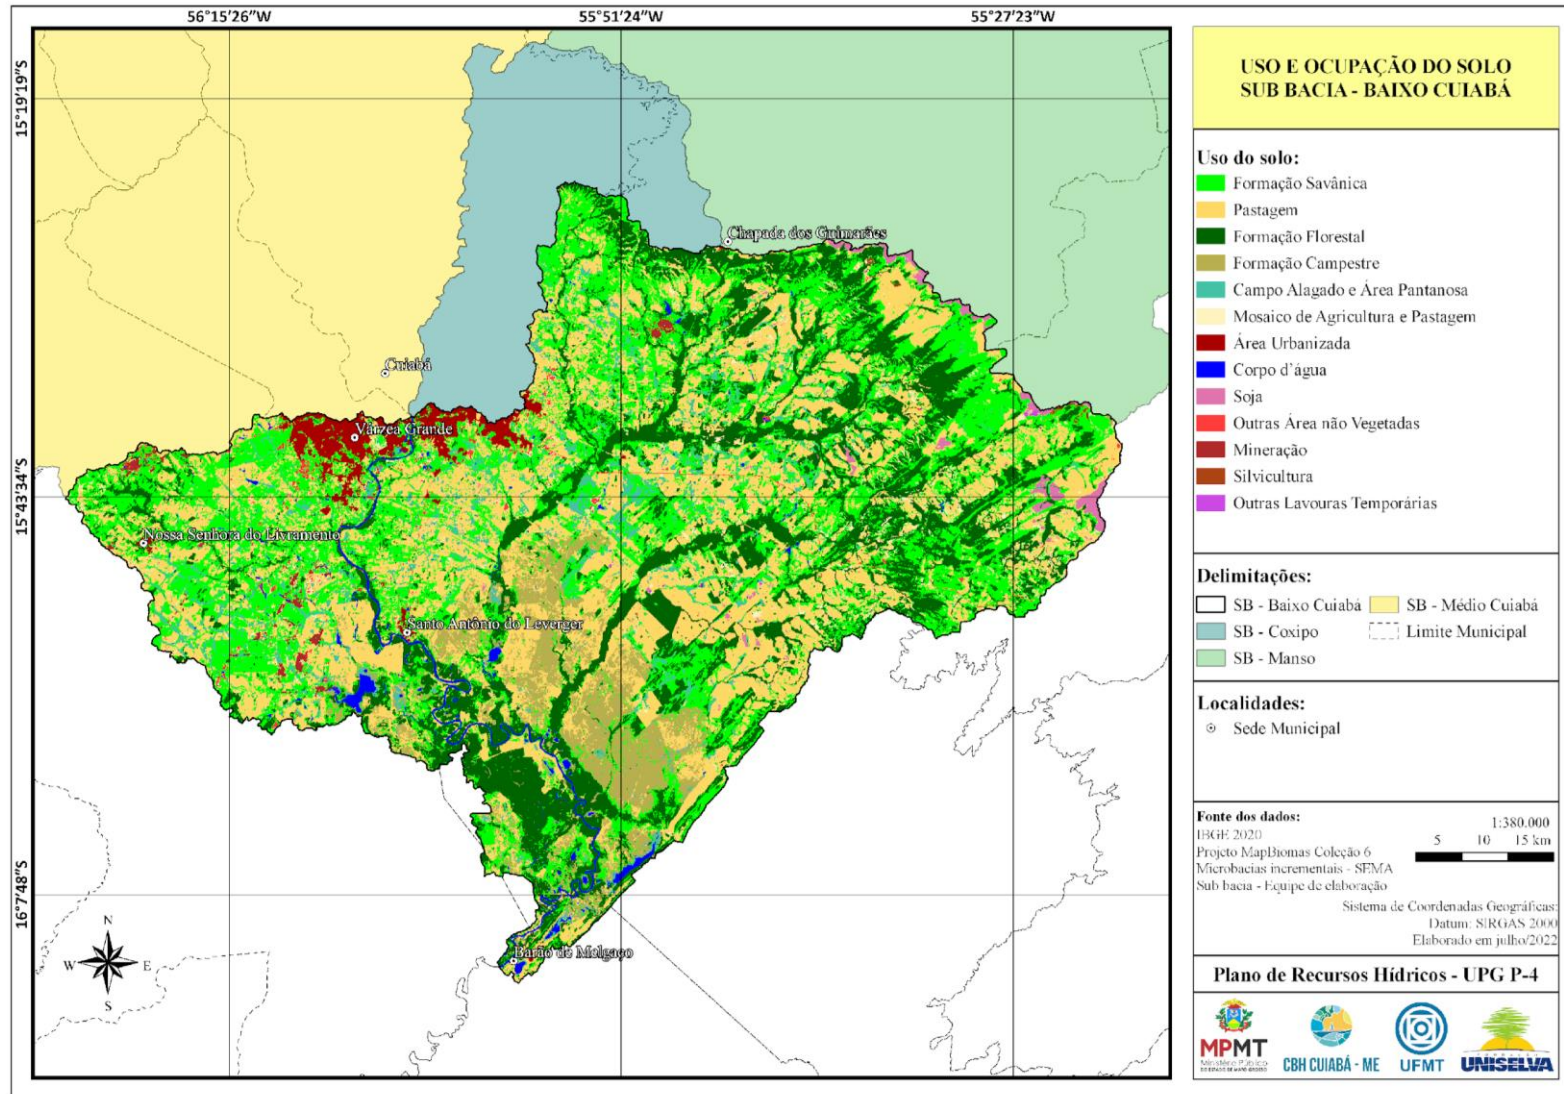 56°15'26"W
55°51'24"W
55°27'23"W
15°19'19"S
15°43'34"S
16°7'48"S
Chapada dos Guimarães
Cuiabá
Várzea Grande
Nossa Senhora do Livramento
Santo Antônio do Leverger
Barão de Melgaço
N
W
E
S
USO E OCUPAÇÃO DO SOLO
SUB BACIA - BAIXO CUIABÁ
Uso do solo:
Formação Savânica
Pastagem
Formação Florestal
Formação Campestre
Campo Alagado e Área Pantanosa
Mosaico de Agricultura e Pastagem
Área Urbanizada
Corpo d'água
Soja
Outras Área não Vegetadas
Mineração
Silvicultura
Outras Lavouras Temporárias
Delimitações:
SB - Baixo Cuiabá
SB - Médio Cuiabá
SB - Coxipo
Limite Municipal
SB - Manso
Localidades:
Sede Municipal
Fonte dos dados:
IBGE 2020
Projeto MapBiomas Coleção 6
Microbacias incrementais - SEMA
Sub bacia - Equipe de elaboração
1:380.000
5 10 15 km
Sistema de Coordenadas Geográficas:
Datum: SIRGAS 2000
Elaborado em julho/2022
Plano de Recursos Hídricos - UPG P-4
MPMT
Ministério Público
DO ESTADO DE MATO GROSSO
CBH CUIABÁ - ME
UFMT
UNISELVA